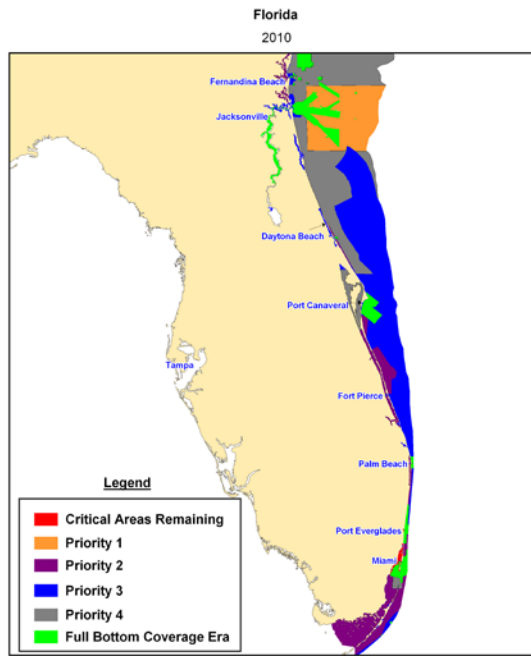 Florida
2010
Fernandina Beach
Jacksonville
Daytona Beach
Port Canaveral
Tampa
Fort Pierce
Palm Beach
Port Everglades
Miami
Legend
Critical Areas Remaining
Priority 1
Priority 2
Priority 3
Priority 4
Full Bottom Coverage Era